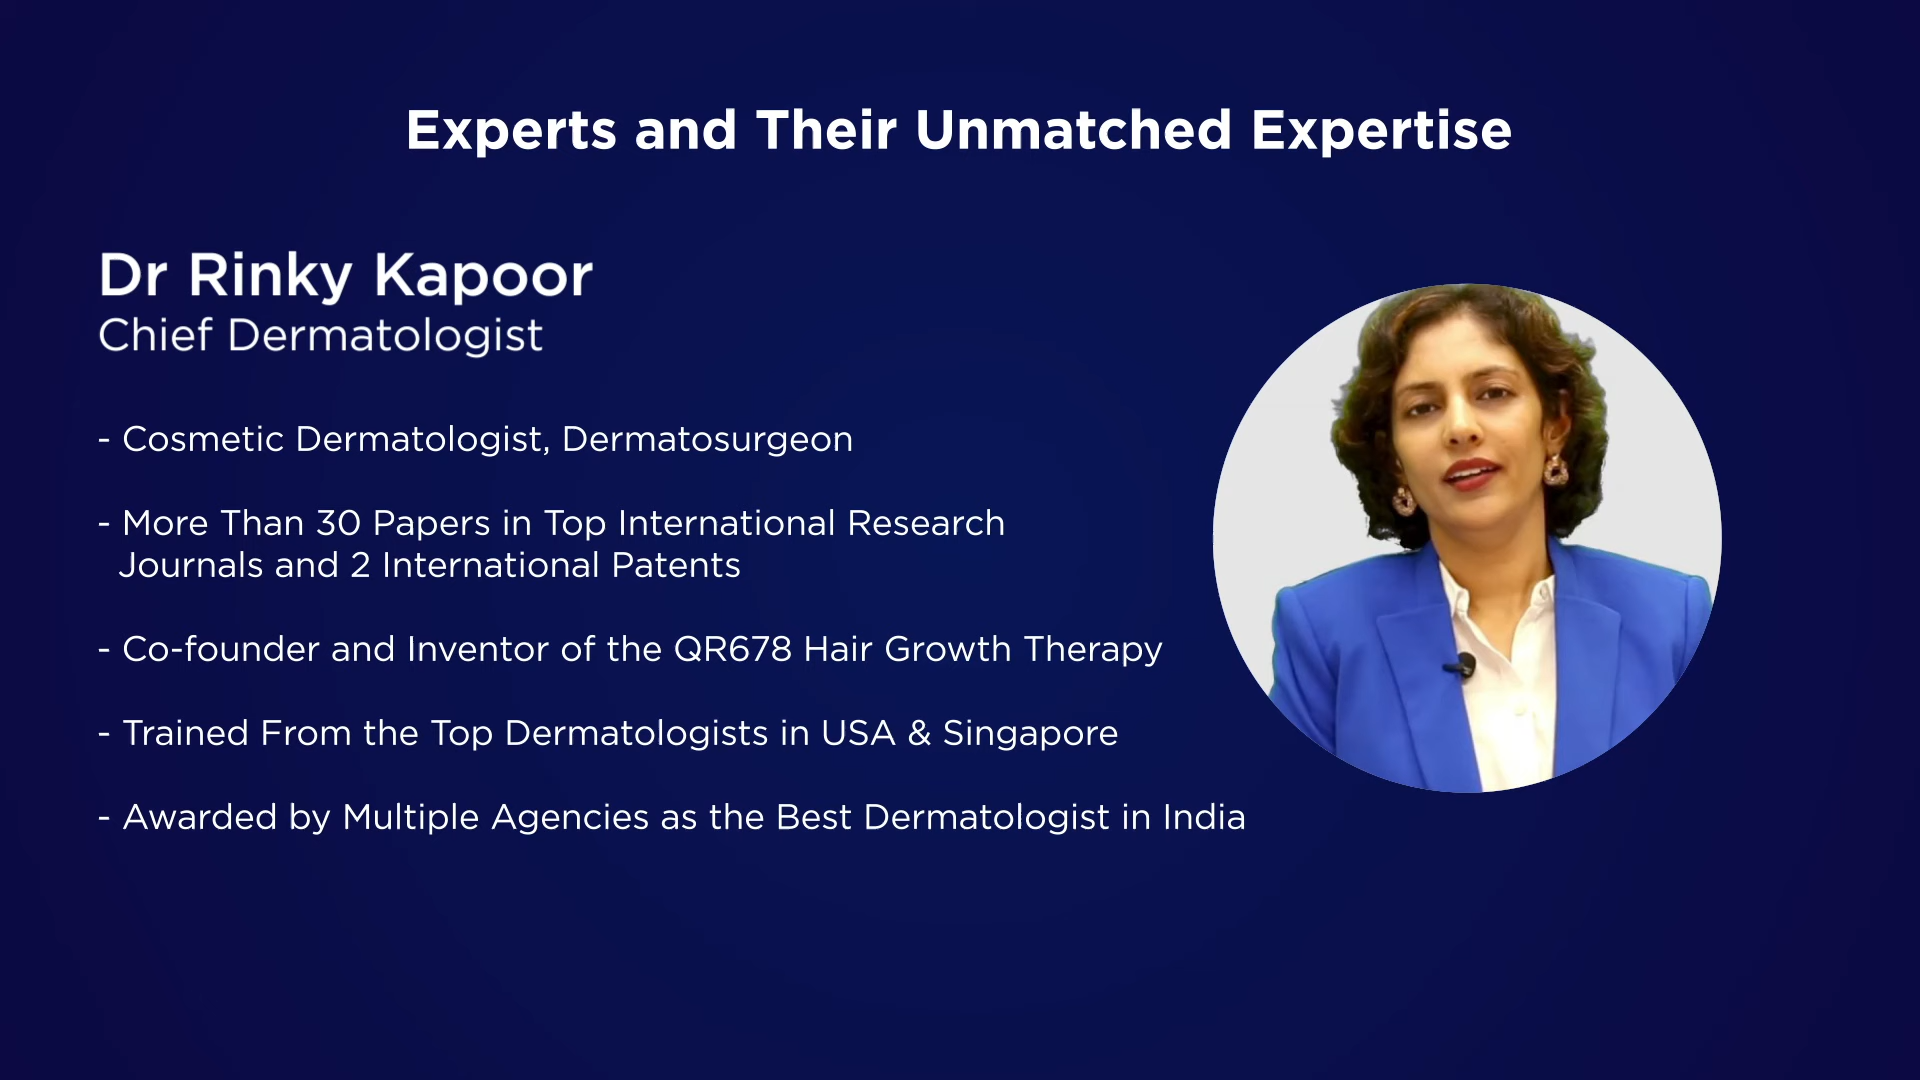 Experts and Their Unmatched Expertise
Dr Rinky Kapoor
Chief Dermatologist
- Cosmetic Dermatologist, Dermatosurgeon
- More Than 30 Papers in Top International Research
Journals and 2 International Patents
- Co-founder and Inventor of the QR678 Hair Growth Therapy
- Trained From the Top Dermatologists in USA & Singapore
- Awarded by Multiple Agencies as the Best Dermatologist in India